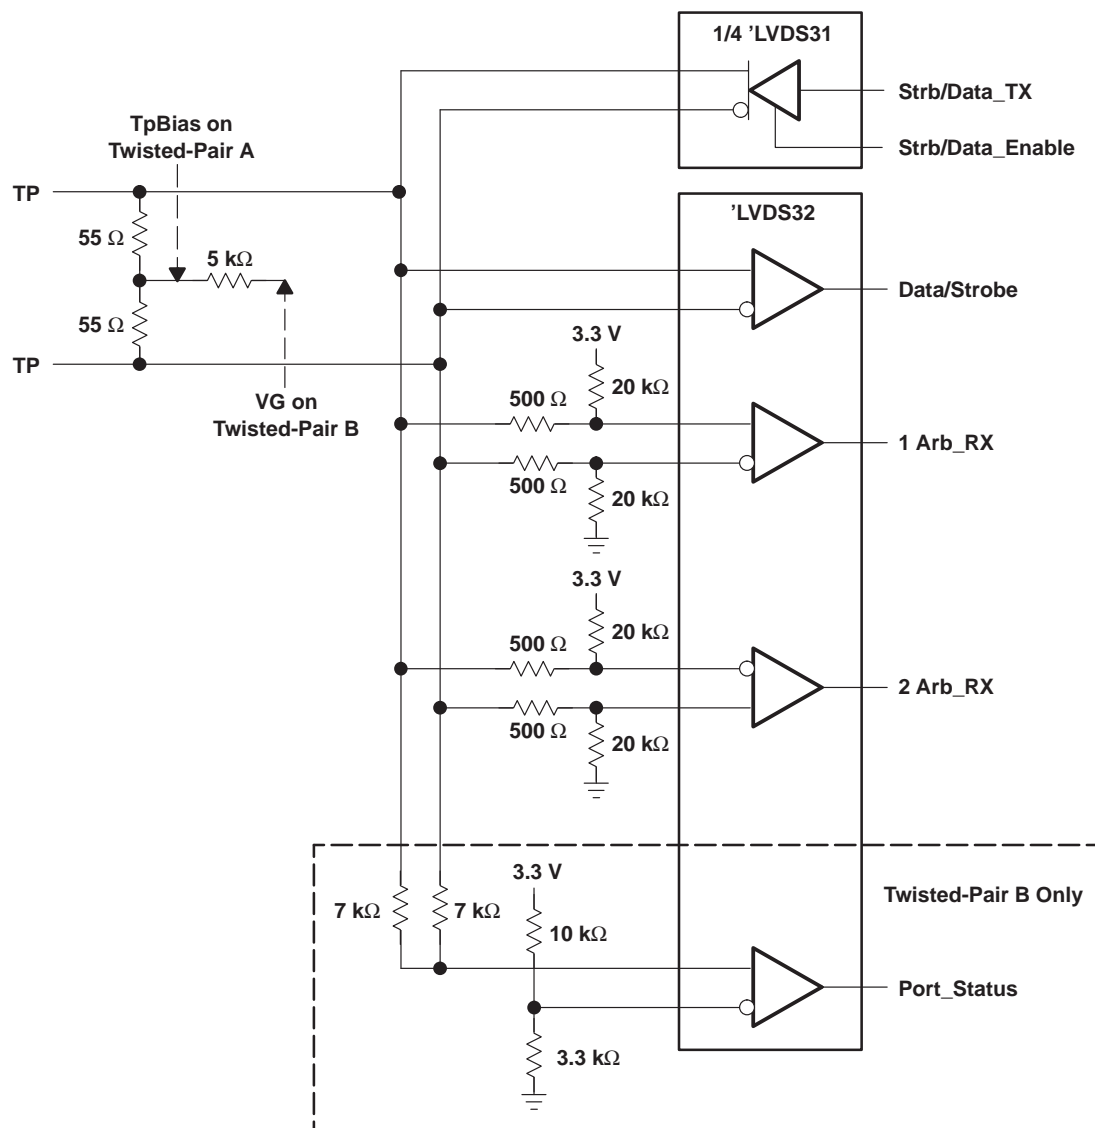 1/4 ’LVDS31
Strb/Data_TX
TpBias on
Twisted-Pair A
Strb/Data_Enable
TP
’LVDS32
55 Ω
5 kΩ
Data/Strobe
55 Ω
3.3 V
TP
20 kΩ
500 Ω
VG on
Twisted-Pair B
1 Arb_RX
500 Ω
20 kΩ
3.3 V
20 kΩ
500 Ω
2 Arb_RX
500 Ω
20 kΩ
3.3 V
Twisted-Pair B Only
7 kΩ
7 kΩ
10 kΩ
Port_Status
3.3 kΩ